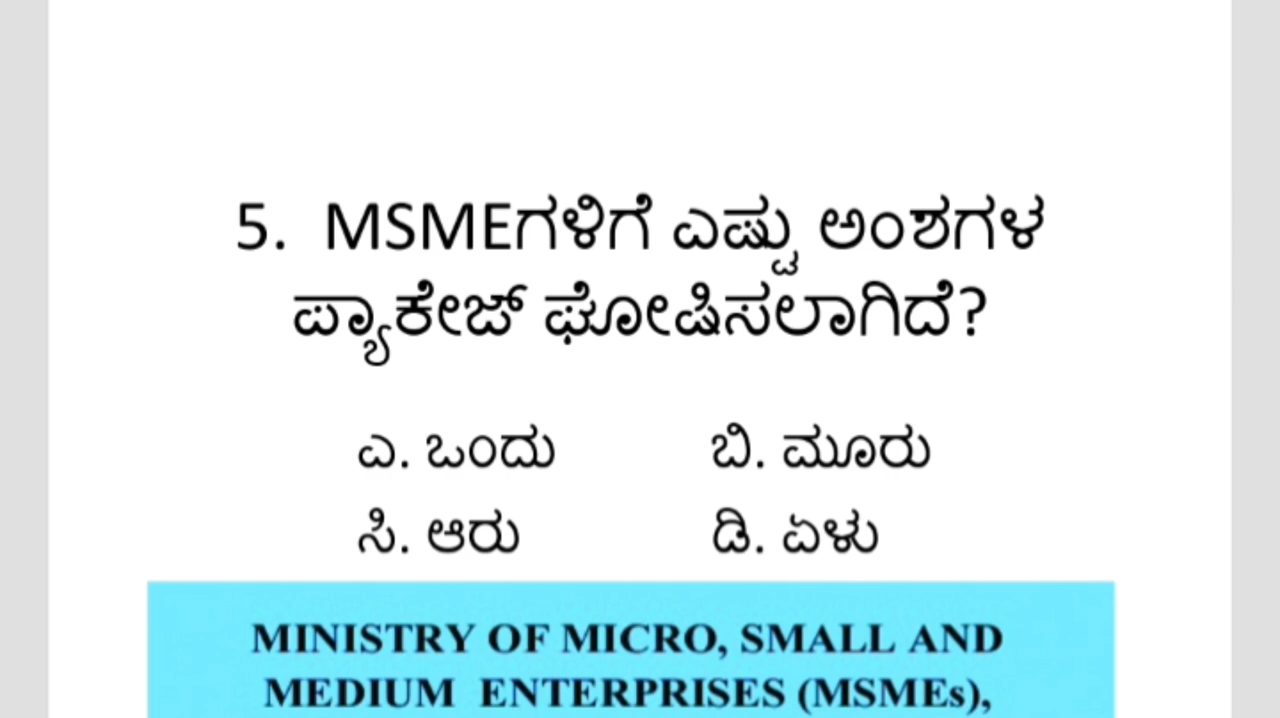 5. MSMEಗಳಿಗೆ ಎಷ್ಟು ಅಂಶಗಳ
ಪ್ಯಾಕೇಜ್ ಘೋಷಿಸಲಾಗಿದೆ?
ಎ. ಒಂದು ಬಿ. ಮೂರು
ಸಿ. ಆರು ಡಿ. ಏಳು
MINISTRY OF MICRO, SMALL AND
MEDIUM ENTERPRISES (MSMEs),